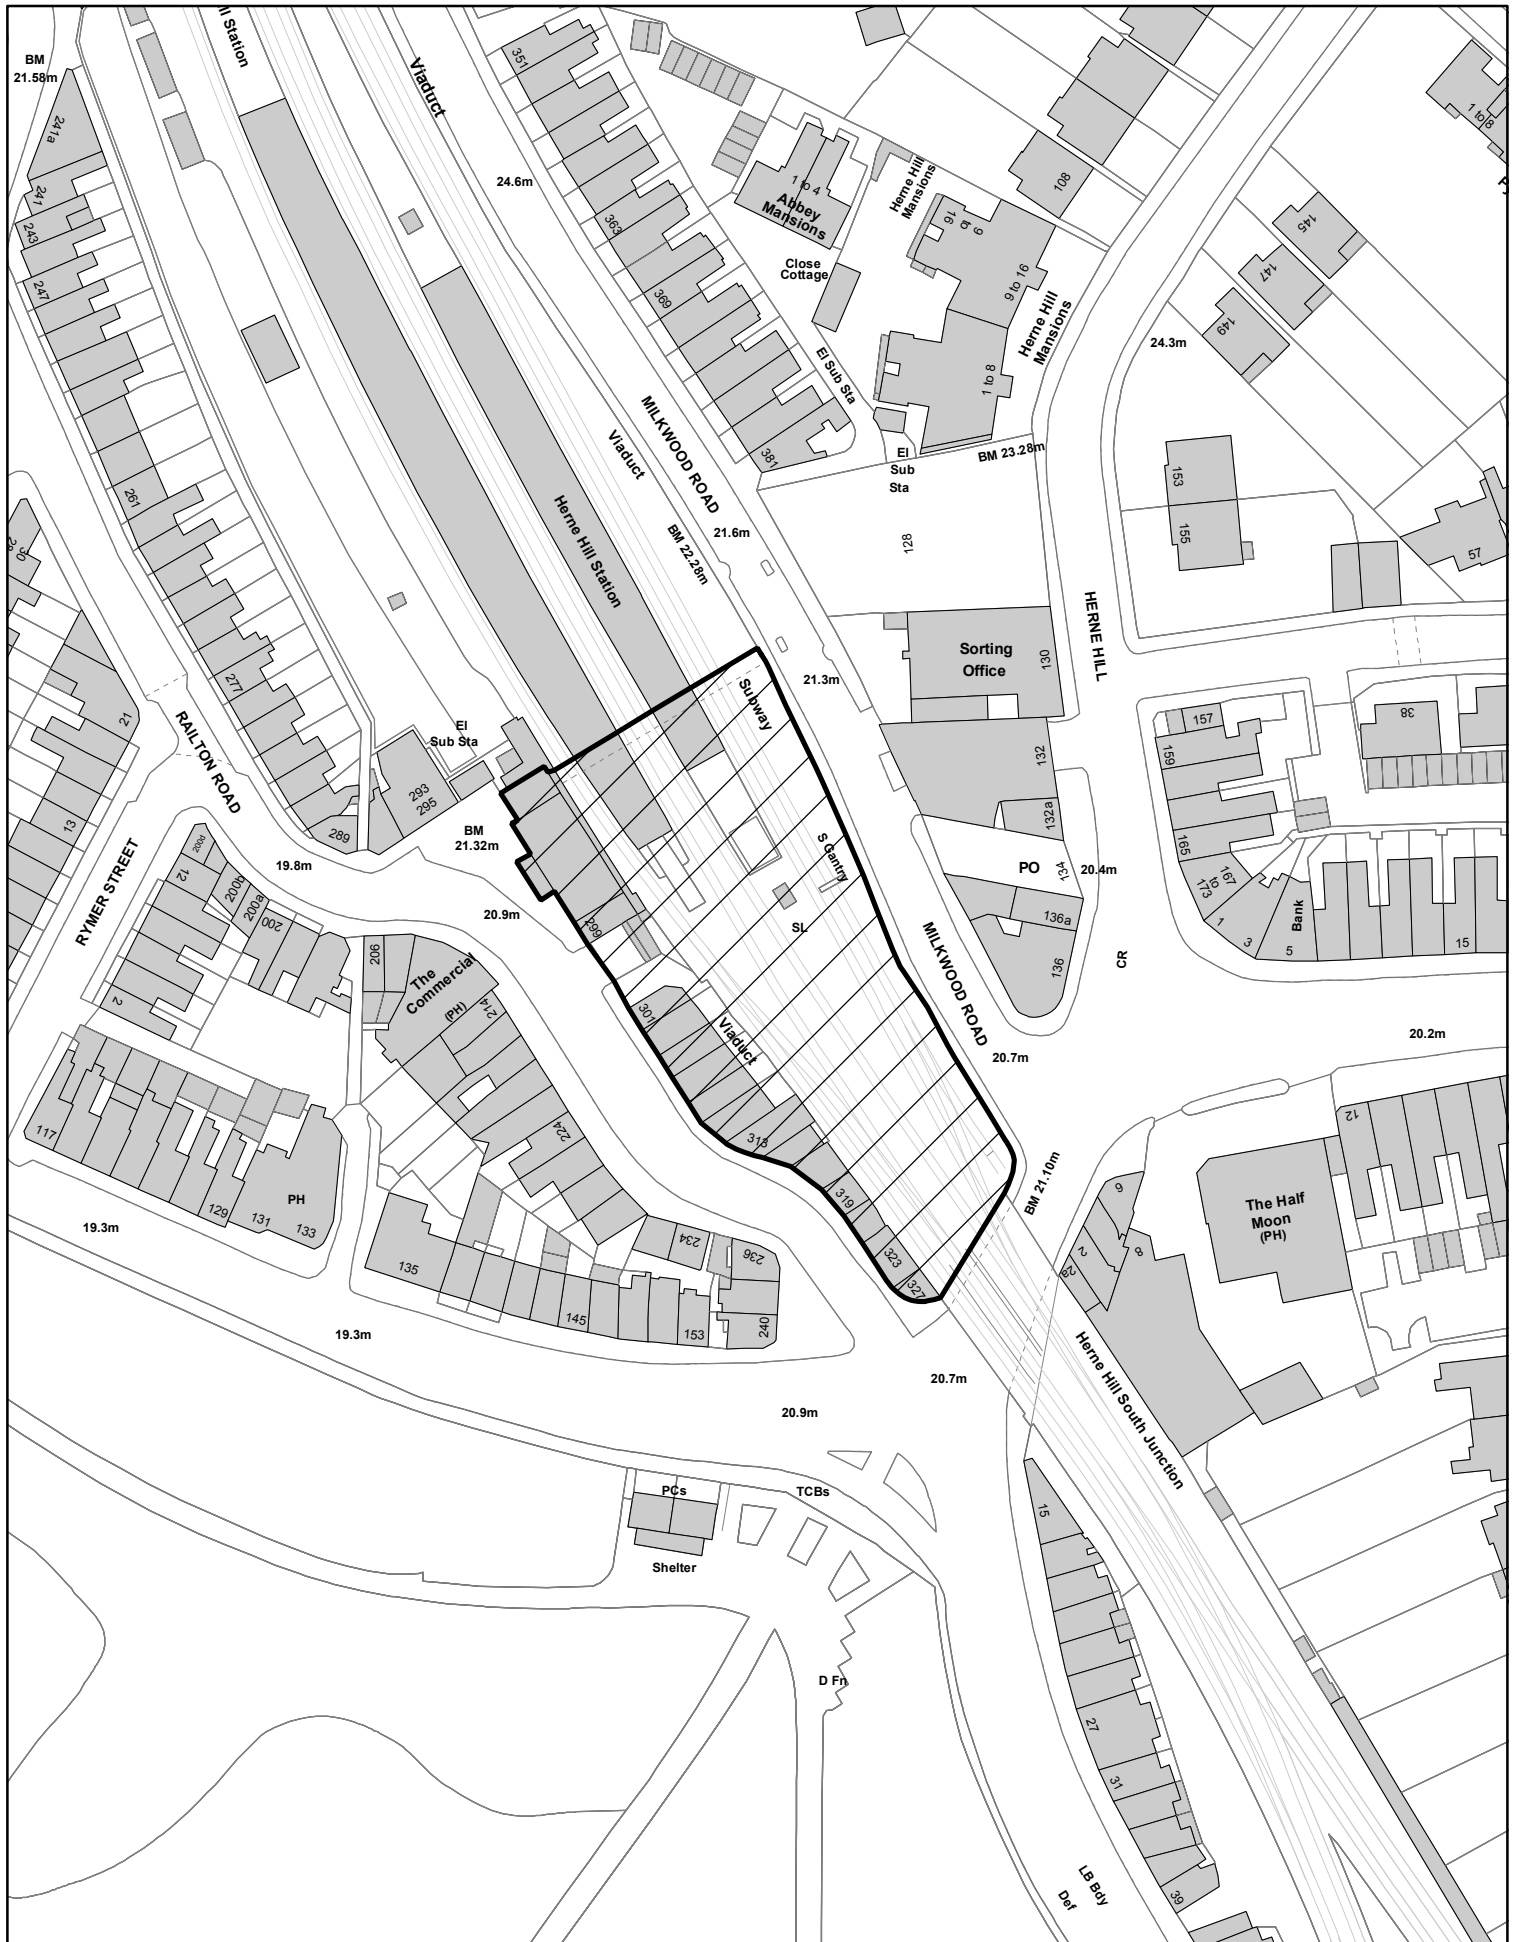 ll Station
BM
21.58m
Viaduct
351
241a
241
243
247
24.6m
363
369
1 to 4
Abbey
Mansions
Herne Hill
Mansions
108
9 to 16
9 to 16
Herne Hill
Mansions
1 to 8
Close
Cottage
El Sub Sta
145
147
149
24.3m
1 to 8
381
El
Sub
Sta
BM 23.28m
MILKWOOD ROAD
Viaduct
261
Herne Hill Station
BM 22.28m
21.6m
128
153
155
57
30
HERNE HILL
Sorting
Office
130
277
21
RAILTON ROAD
El
Sub Sta
Subway
21.3m
157
159
38
132
293
295
289
BM
21.32m
13
RYMER STREET
19.8m
200d
12
200b
200a
200
2
S Gantry
132a
PO
134
20.4m
165
167
to
173
1
3
5
Bank
15
20.9m
299
SL
136a
136
MILKWOOD ROAD
CR
206
The
Commercial
(PH)
214
301
Viaduct
20.7m
20.2m
117
129
131
133
PH
224
313
319
323
327
BM 21.10m
12
The Half
Moon
(PH)
6
2
2a
8
19.3m
135
145
153
234
236
240
19.3m
20.7m
Herne Hill South Junction
20.9m
PCs
TCBs
Shelter
15
D Fn
27
31
39
LB Bdy
Def